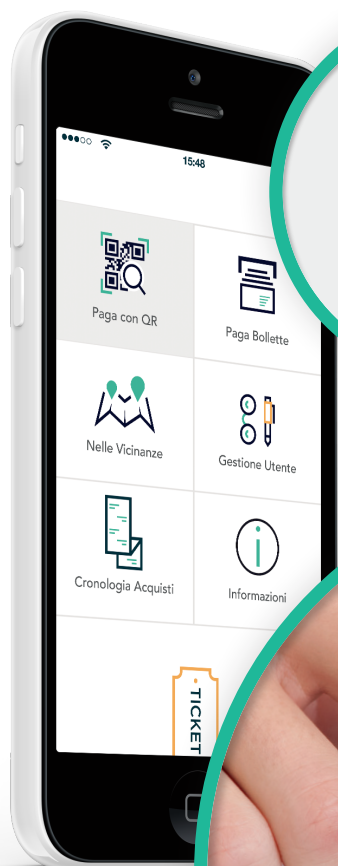 15:48
Paga con QR
Paga Bollette
Nelle Vicinanze
Gestione Utente
Cronologia Acquisti
Informazioni
TICKET